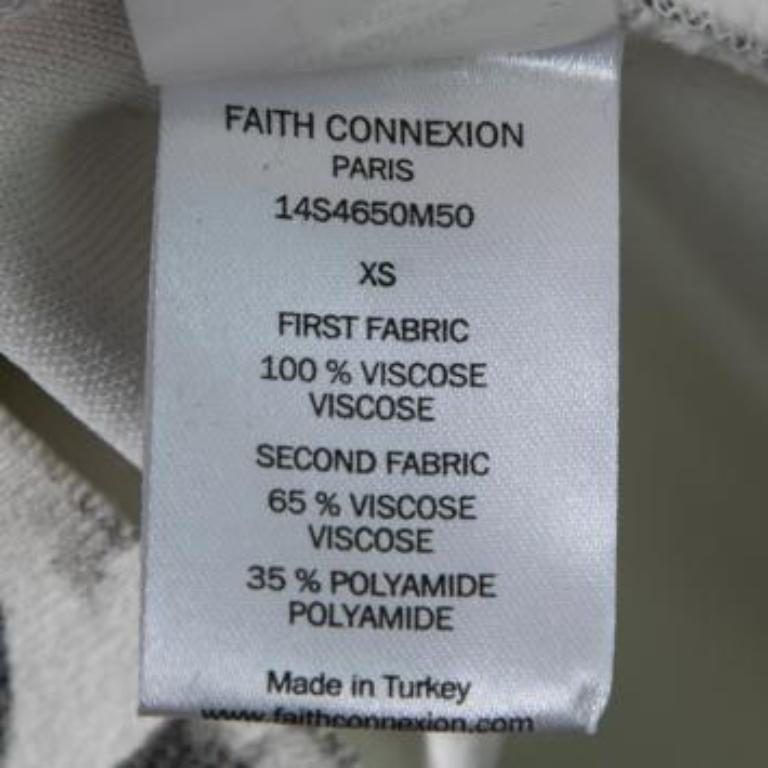 FAITH CONNEXION
PARIS
14S4650M50
XS
FIRST FABRIC
100 % VISCOSE
VISCOSE
SECOND FABRIC
65 % VISCOSE
VISCOSE
35 % POLYAMIDE
POLYAMIDE
Made in Turkey
www.faithconnexion.com